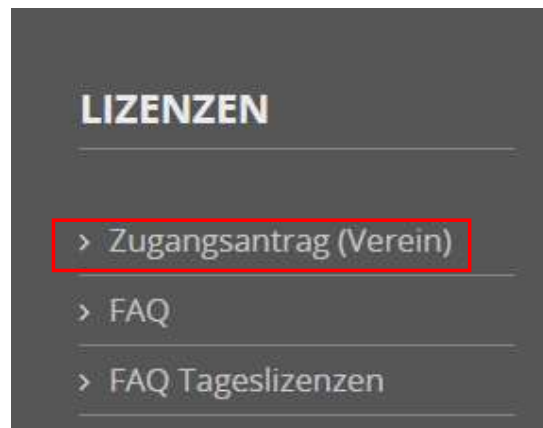 LIZENZEN
> Zugangsantrag (Verein)
> FAQ
> FAQ Tageslizenzen